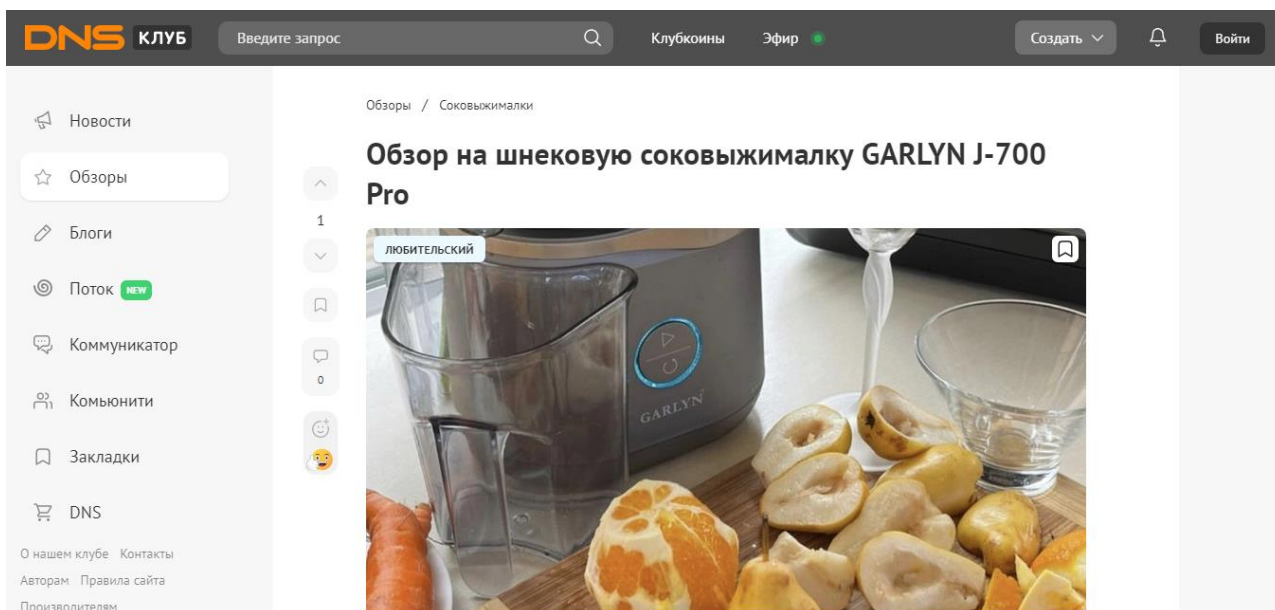 DNS КЛУБ
Введите запрос
Клубкоины
Эфир
Создать
Войти
Новости
Обзоры
Блоги
Поток NEW
Коммуникатор
Комьюнити
Закладки
DNS
О нашем клубе Контакты
Авторам Правила сайта
Производителям
1
0
Обзоры / Соковыжималки
Обзор на шнековую соковыжималку GARLYN J-700
Pro
ЛЮБИТЕЛЬСКИЙ
GARLYN